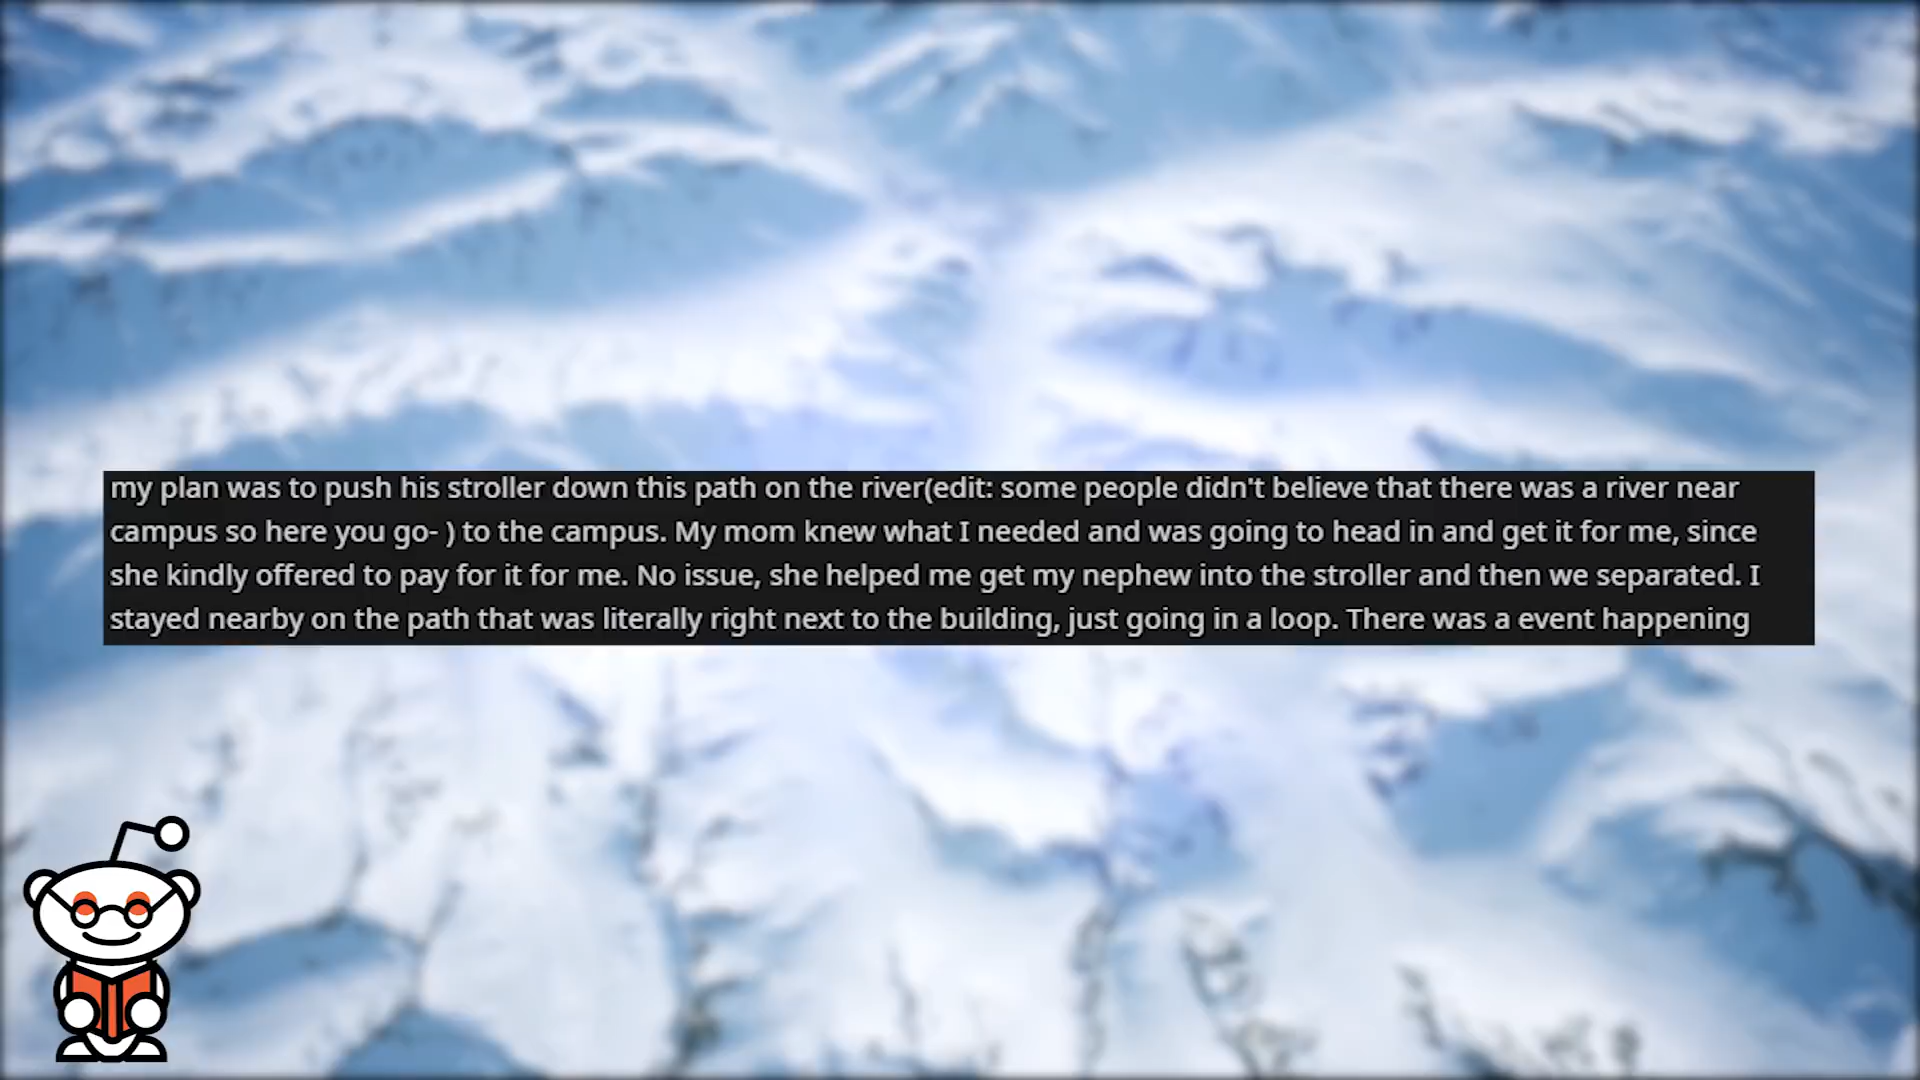 my plan was to push his stroller down this path on the river(edit: some people didn't believe that there was a river near
campus so here you go- ) to the campus. My mom knew what I needed and was going to head in and get it for me, since
she kindly offered to pay for it for me. No issue, she helped me get my nephew into the stroller and then we separated. I
stayed nearby on the path that was literally right next to the building, just going in a loop. There was a event happening